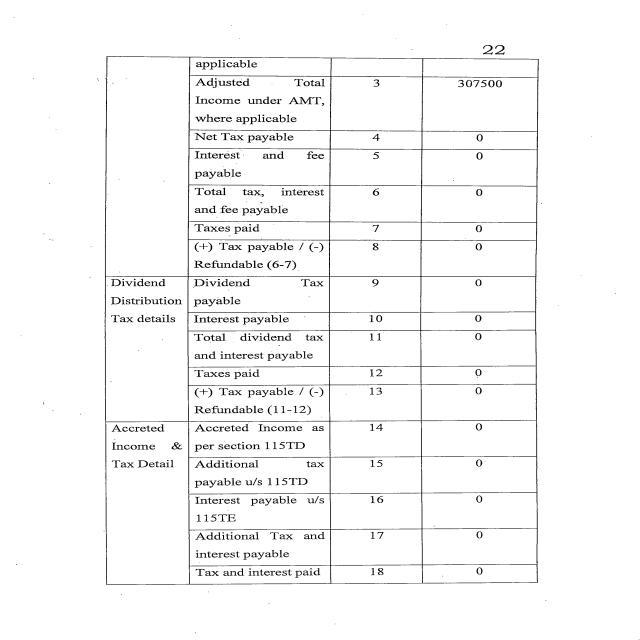 22
applicable
Adjusted Total 3 307500
Income under AMT,
where applicable
Net Tax payable 4 0
Interest and fee 5 0
payable
Total tax, interest 6 0
and fee payable
Taxes paid 7 0
(+) Tax payable / (-) 8 0
Refundable (6-7)
Dividend Dividend Tax 9 0
Distribution payable
Tax details Interest payable 10 0
Total dividend tax 11 0
and interest payable
Taxes paid 12 0
(+) Tax payable / (-) 13 0
Refundable (11-12)
Accreted Accreted Income as 14 0
Income & per section 115TD
Tax Detail Additional tax 15 0
payable u/s 115TD
Interest payable u/s 16 0
115TE
Additional Tax and 17 0
interest payable
Tax and interest paid 18 0